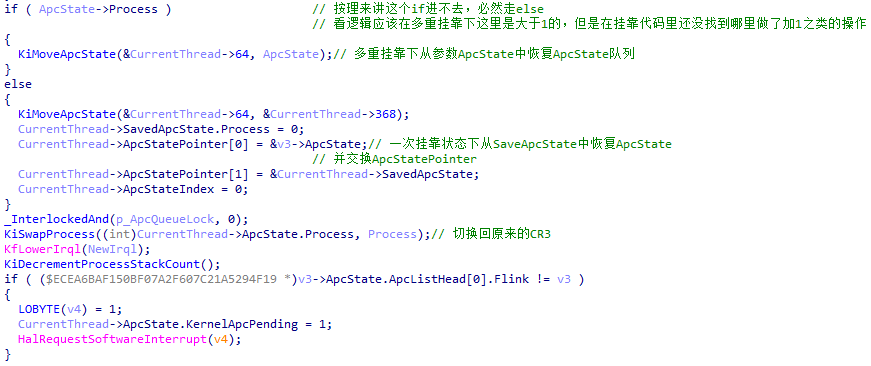 if ( ApcState->Process ) // 按理来讲这个if进不去，必然走else
// 看逻辑应该在多重挂靠下这里是大于1的，但是在挂靠代码里还没找到哪里做了加1之类的操作
{
KiMoveApcState(&CurrentThread->64, ApcState);// 多重挂靠下从参数ApcState中恢复ApcState队列
}
else
{
KiMoveApcState(&CurrentThread->64, &CurrentThread->368);
CurrentThread->SavedApcState.Process = 0;
CurrentThread->ApcStatePointer[0] = &v3->ApcState;// 一次挂靠状态下从SaveApcState中恢复ApcState
// 并交换ApcStatePointer
CurrentThread->ApcStatePointer[1] = &CurrentThread->SavedApcState;
CurrentThread->ApcStateIndex = 0;
}
_InterlockedAnd(p_ApcQueueLock, 0);
KiSwapProcess((int)CurrentThread->ApcState.Process, Process);// 切换回原来的CR3
KfLowerIrql(NewIrql);
KiDecrementProcessStackCount();
if ( ($ECEA6BAF150BF07A2F607C21A5294F19 *)v3->ApcState.ApcListHead[0].Flink != v3 )
{
LOBYTE(v4) = 1;
CurrentThread->ApcState.KernelApcPending = 1;
HalRequestSoftwareInterrupt(v4);
}